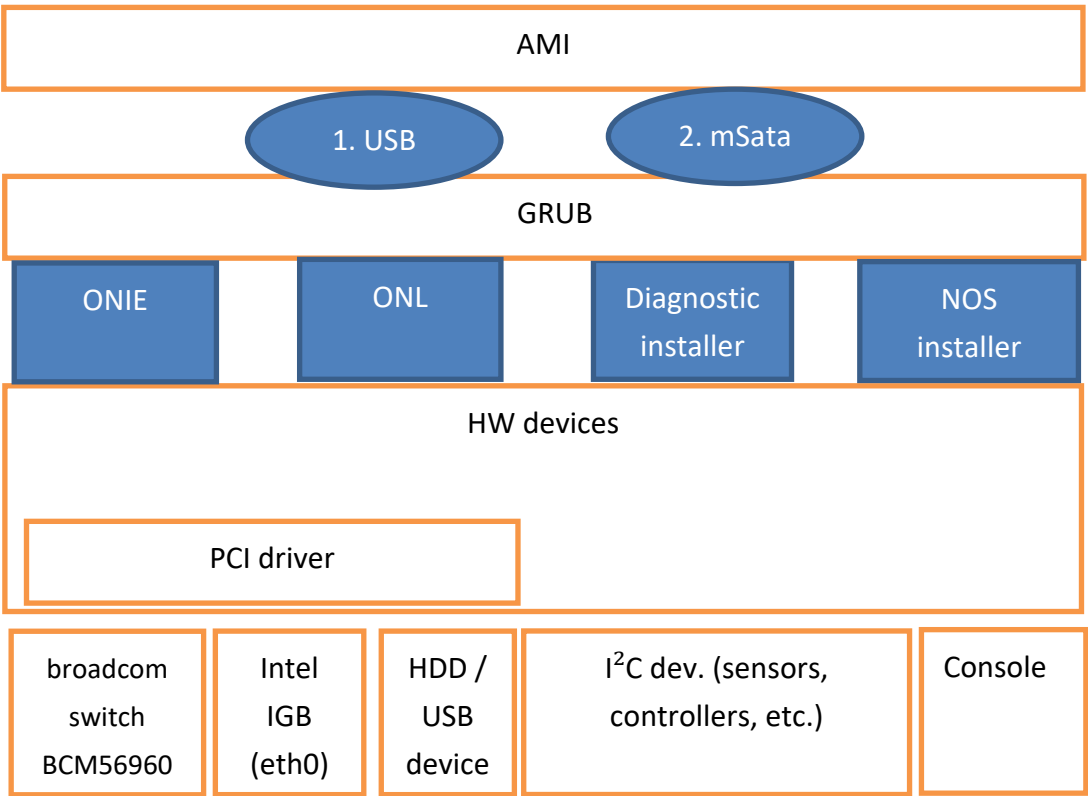 AMI
1. USB
2. mSata
GRUB
ONIE
ONL
Diagnostic
installer
NOS
installer
HW devices
PCI driver
broadcom
switch
BCM56960
Intel
IGB
(eth0)
HDD /
USB
device
I²C dev. (sensors,
controllers, etc.)
Console